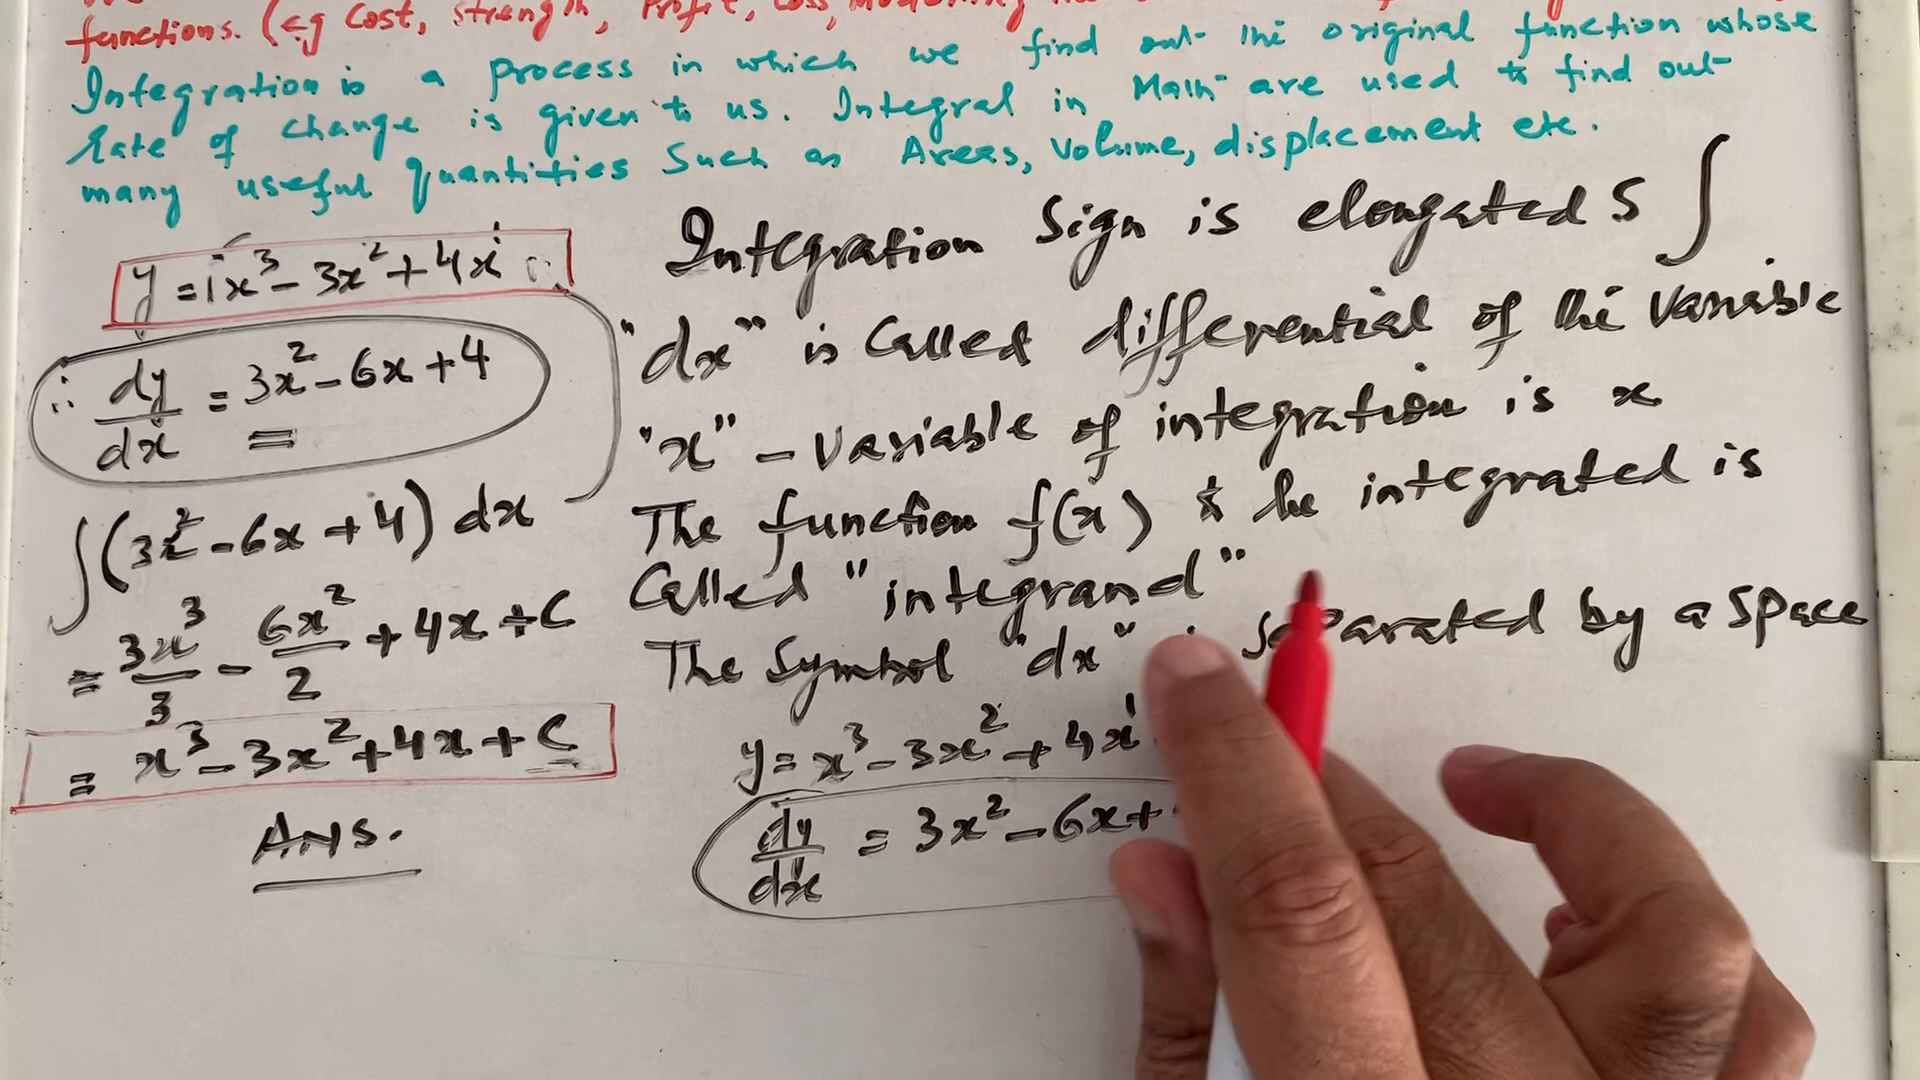 functions. (eg Cost, Strength, Profit, Loss,
Integration is a process in which we find out the original function whose
rate of change is given to us. Integral in Math are used to find out
many useful quantities Such as Areas, Volume, displacement etc.
y = 1x³ - 3x² + 4x¹
∴ dy/dx = 3x² - 6x + 4
=
∫(3x² - 6x + 4) dx
= 3x³/3 - 6x²/2 + 4x + C
= x³ - 3x² + 4x + C
Ans.
Integration Sign is elongated S ∫
"dx" is Called differential of the Variable
"x" - Variable of integration is x
The function f(x) to be integrated is
Called "integrand"
The Symbol "dx" separated by a space
y = x³ - 3x² + 4x¹
dy/dx = 3x² - 6x +